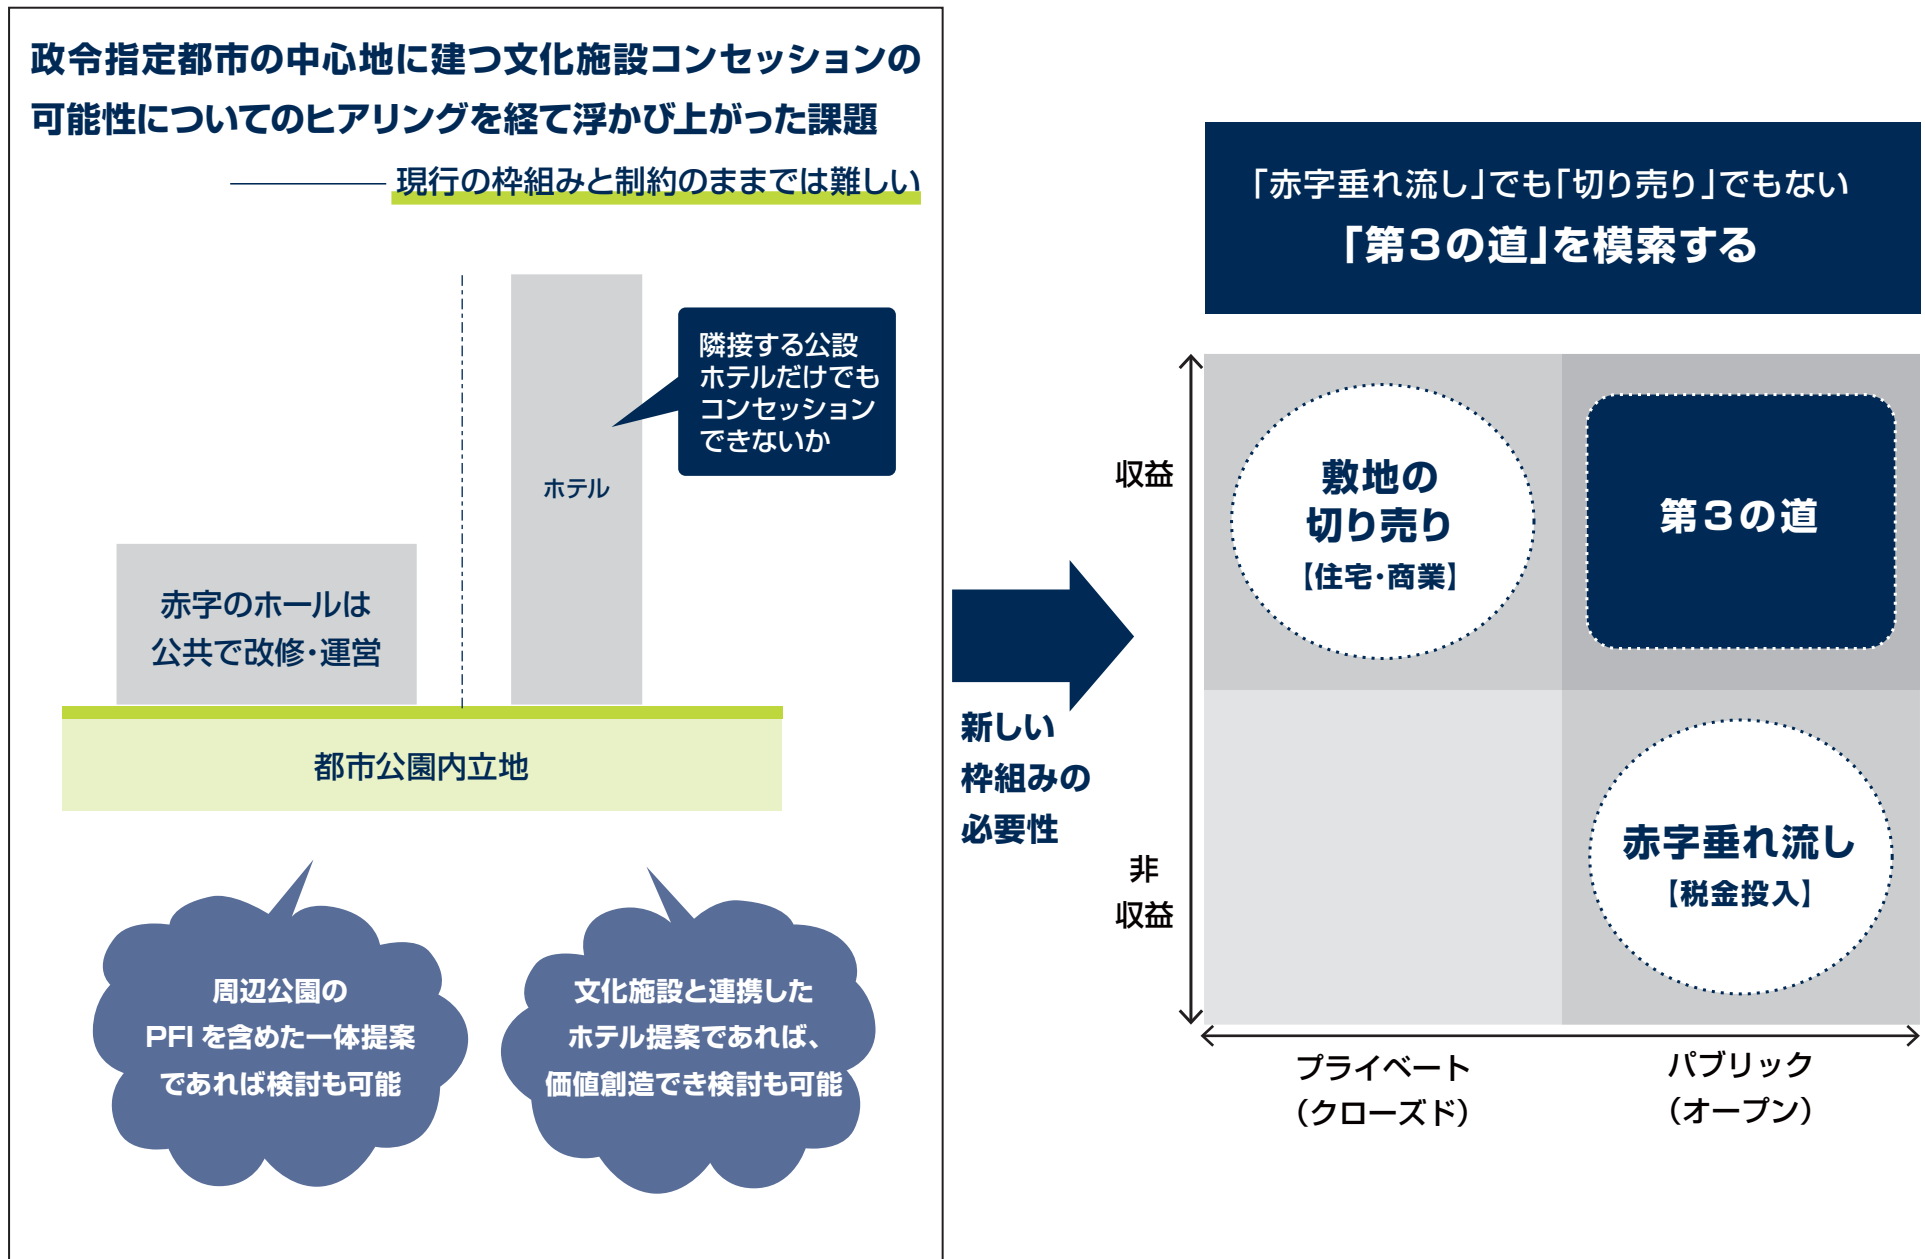 政令指定都市の中心地に建つ文化施設コンセッションの
可能性についてのヒアリングを経て浮かび上がった課題
現行の枠組みと制約のままでは難しい
隣接する公設
ホテルだけでも
コンセッション
できないか
ホテル
赤字のホールは
公共で改修・運営
都市公園内立地
周辺公園の
PFI を含めた一体提案
であれば検討も可能
文化施設と連携した
ホテル提案であれば、
価値創造でき検討も可能
新しい
枠組みの
必要性
「赤字垂れ流し」でも「切り売り」でもない
「第3の道」を模索する
収益
敷地の
切り売り
【住宅・商業】
第3の道
非
収益
赤字垂れ流し
【税金投入】
プライベート
(クローズド)
パブリック
(オープン)